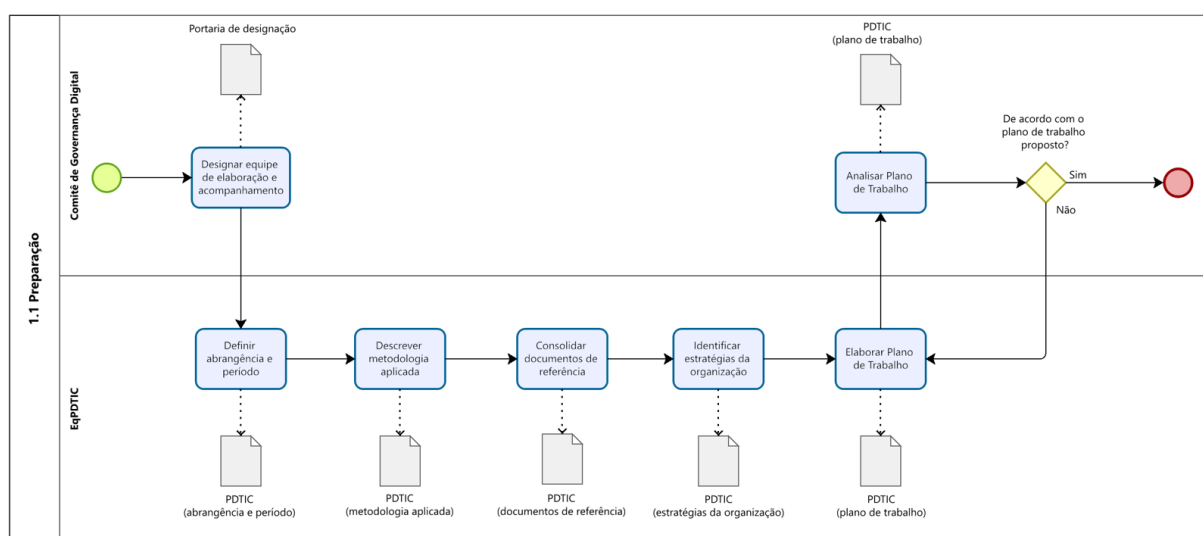 1.1 Preparação
Comitê de Governança Digital
Portaria de designação
Designar equipe
de elaboração e
acompanhamento
PDTIC
(plano de trabalho)
Analisar Plano
de Trabalho
De acordo com o
plano de trabalho
proposto?
Sim
Não
EqPDTIC
Definir
abrangência e
período
Descrever
metodologia
aplicada
Consolidar
documentos de
referência
Identificar
estratégias da
organização
Elaborar Plano
de Trabalho
PDTIC
(abrangência e período)
PDTIC
(metodologia aplicada)
PDTIC
(documentos de referência)
PDTIC
(estratégias da organização)
PDTIC
(plano de trabalho)